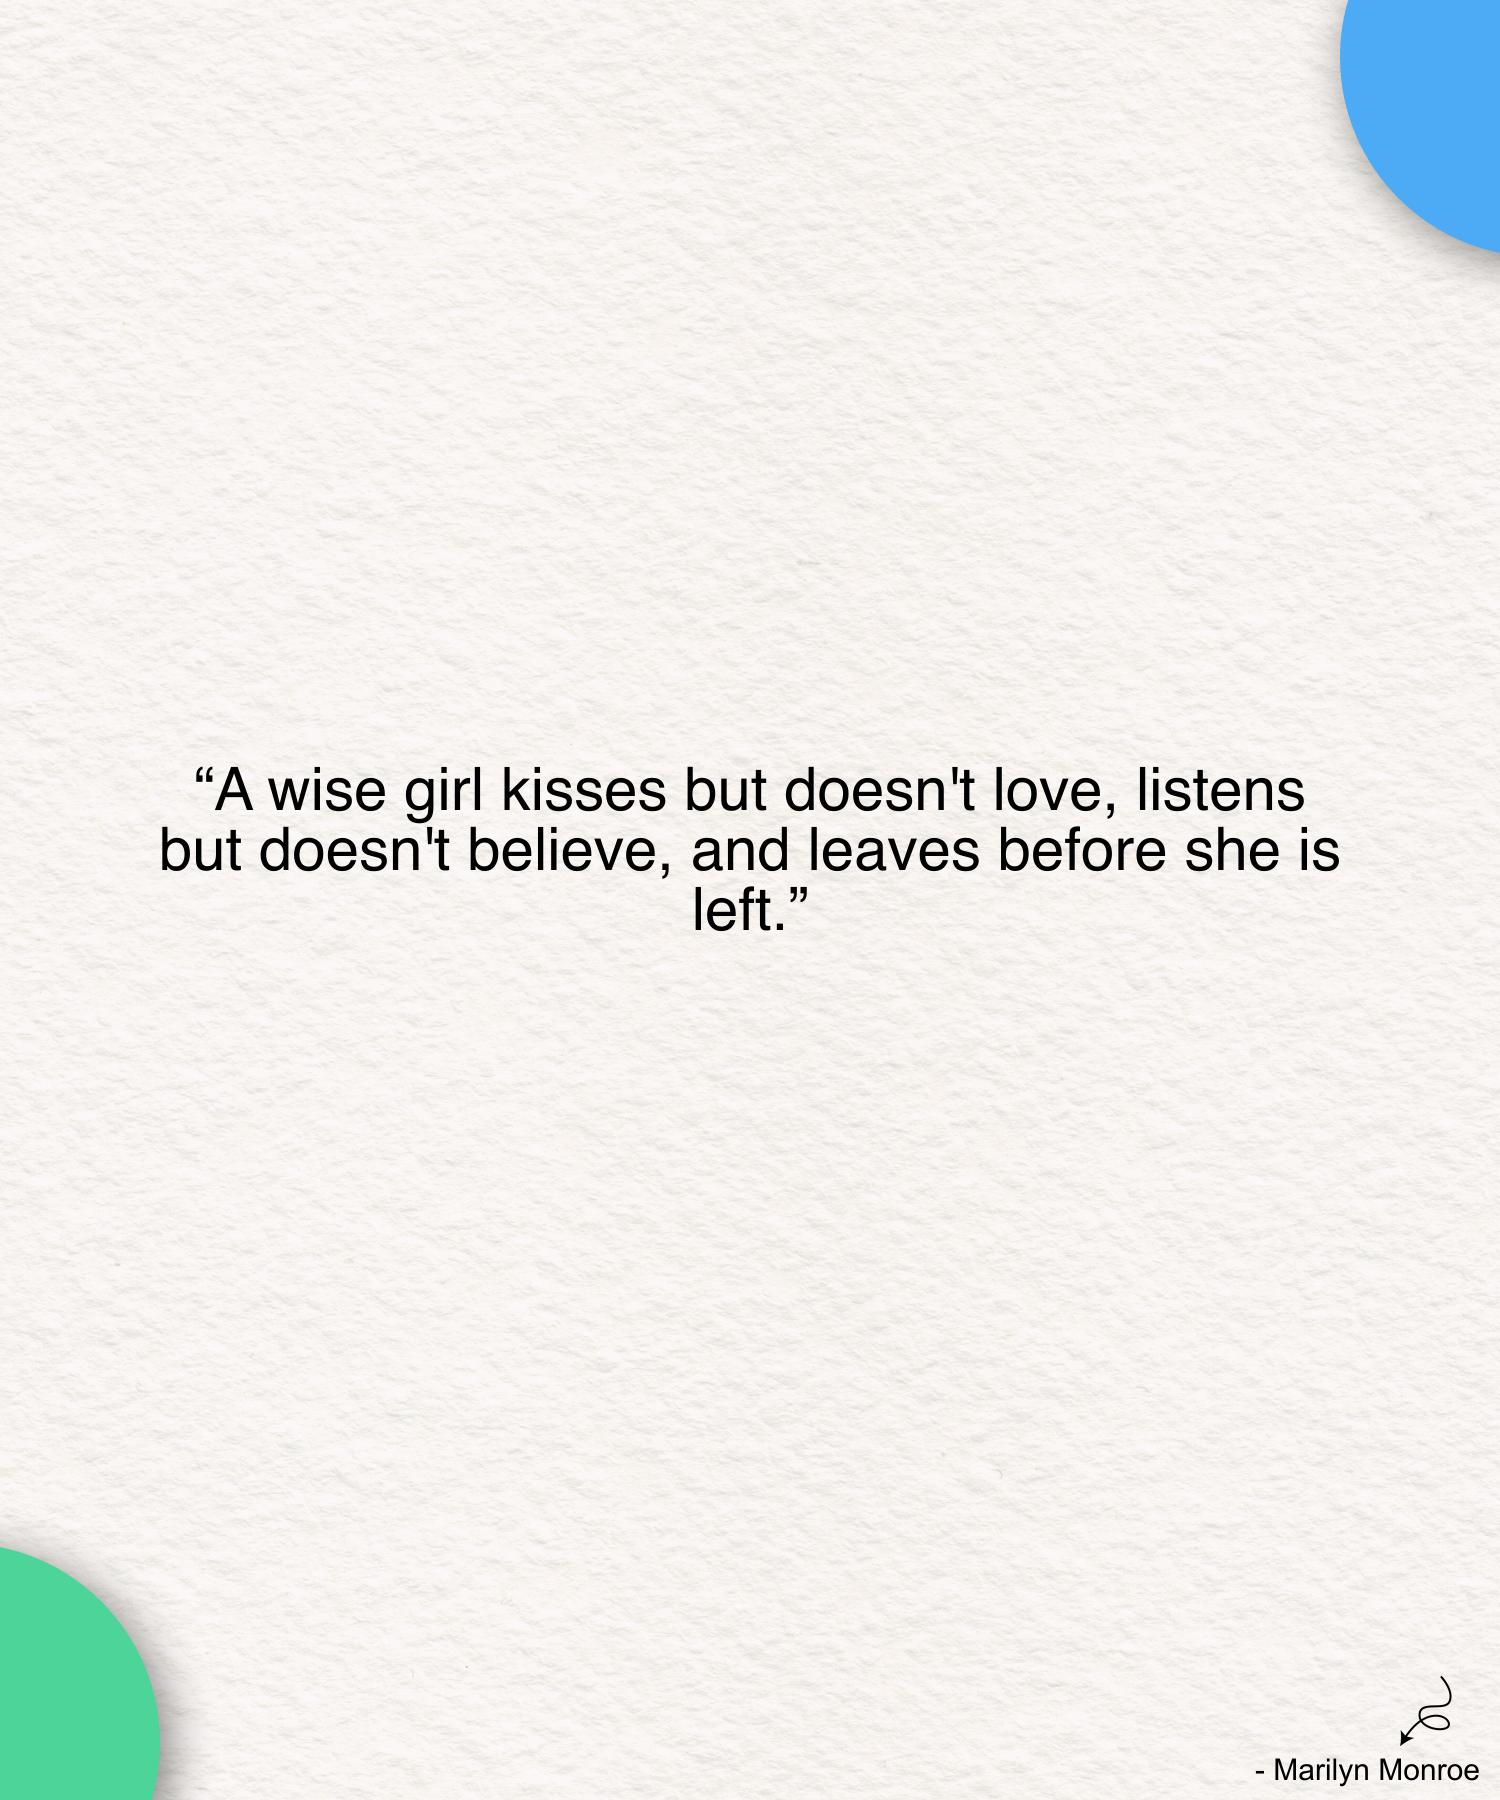 “A wise girl kisses but doesn't love, listens
but doesn't believe, and leaves before she is
left.”
- Marilyn Monroe